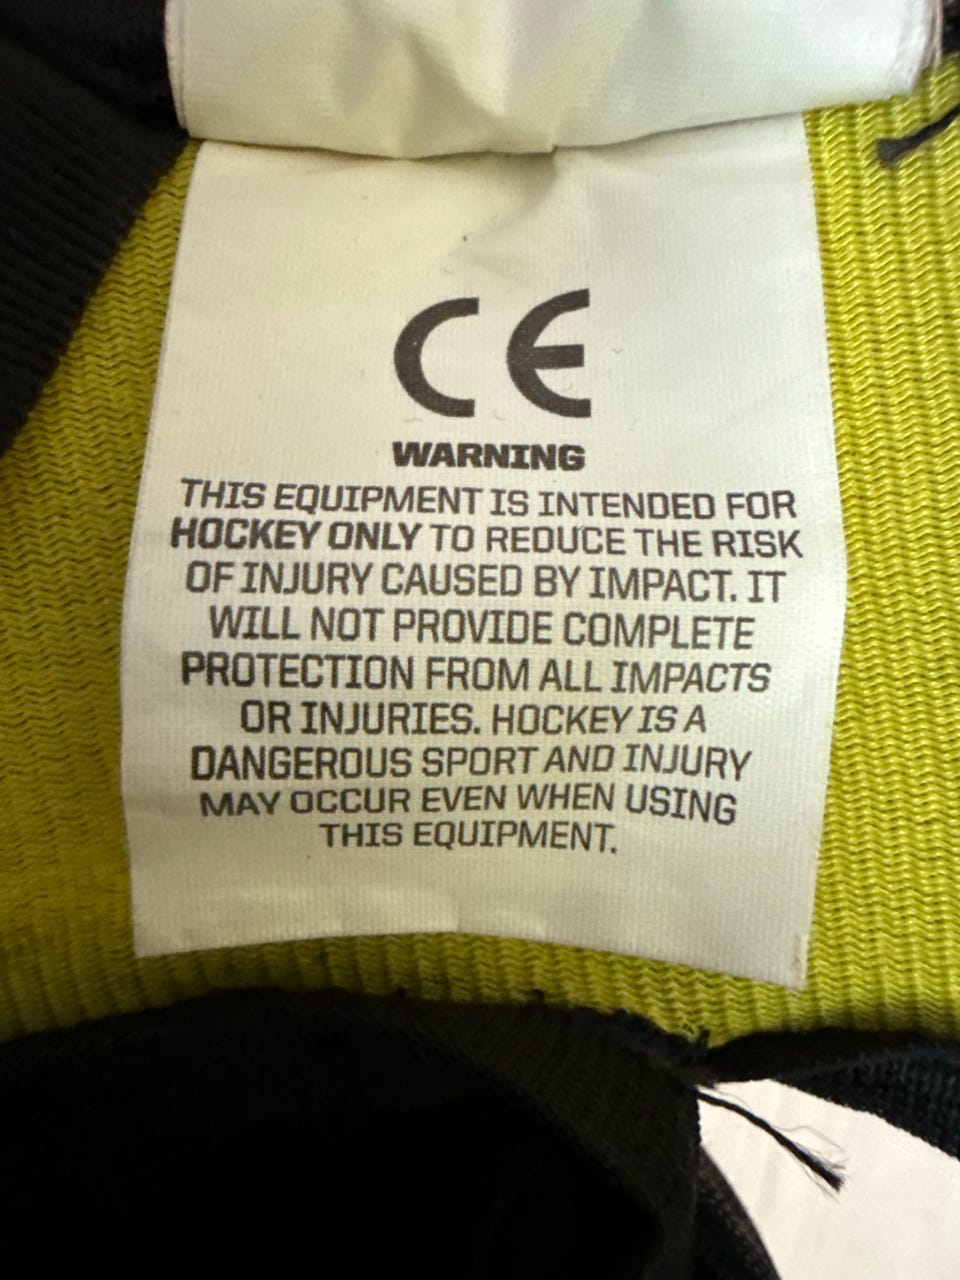 CE
WARNING
THIS EQUIPMENT IS INTENDED FOR
HOCKEY ONLY TO REDUCE THE RISK
OF INJURY CAUSED BY IMPACT. IT
WILL NOT PROVIDE COMPLETE
PROTECTION FROM ALL IMPACTS
OR INJURIES. HOCKEY IS A
DANGEROUS SPORT AND INJURY
MAY OCCUR EVEN WHEN USING
THIS EQUIPMENT.